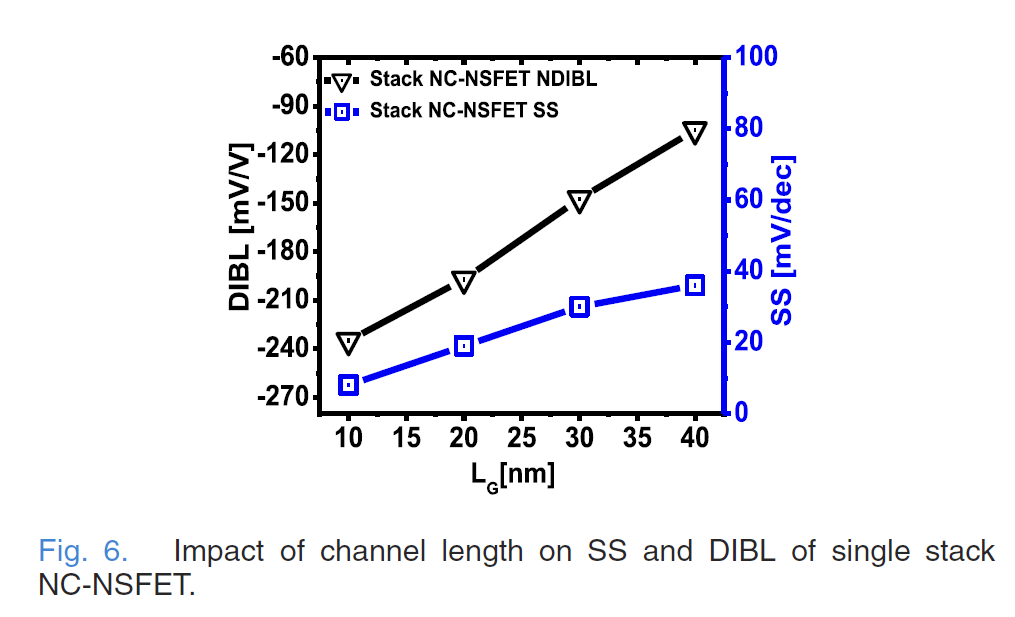 Stack NC-NSFET NDIBL
Stack NC-NSFET SS
DIBL [mV/V]
-60
-90
-120
-150
-180
-210
-240
-270
100
80
60
40
20
0
SS [mV/dec]
10 15 20 25 30 35 40
LG[nm]
Fig. 6. Impact of channel length on SS and DIBL of single stack
NC-NSFET.